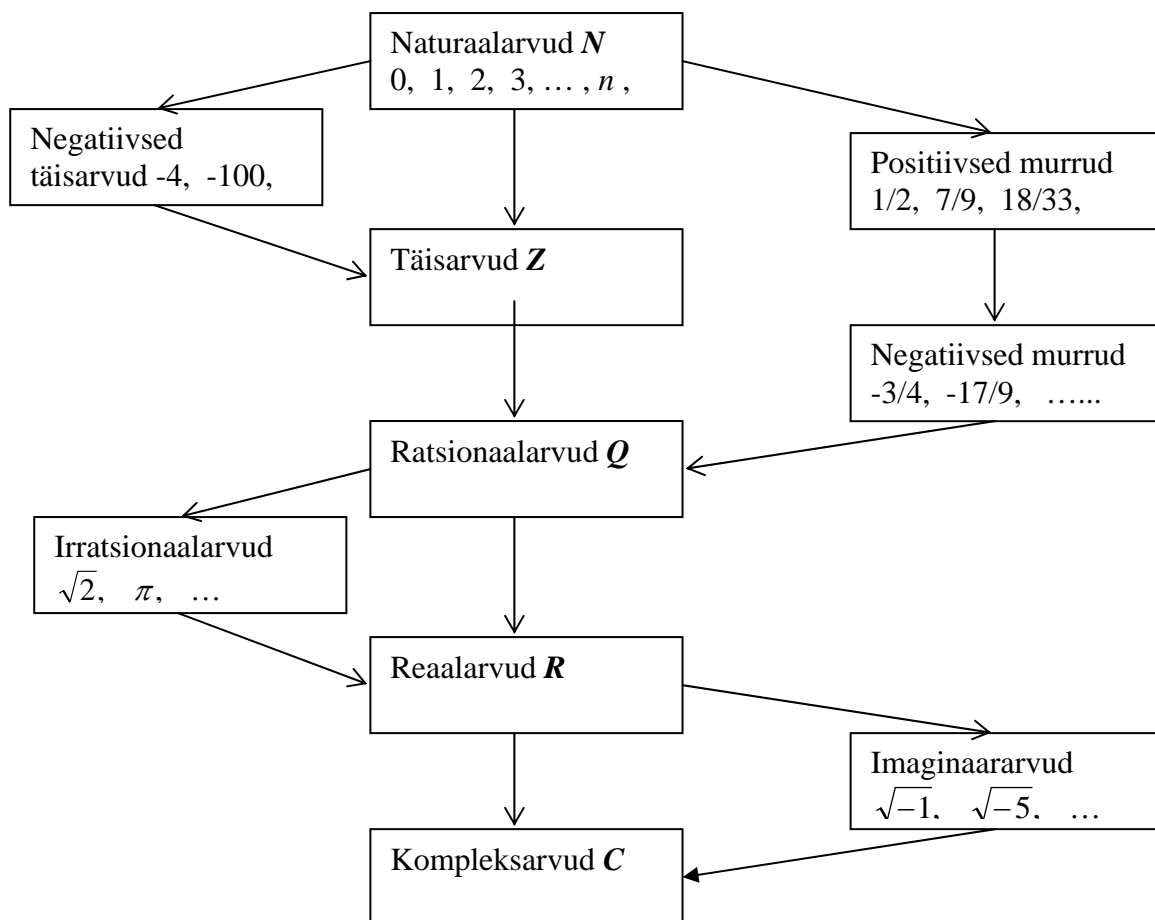 Naturaalarvud N
0, 1, 2, 3, … , n ,
Negatiivsed
täisarvud -4, -100,
Positiivsed murrud
1/2, 7/9, 18/33,
Täisarvud Z
Negatiivsed murrud
-3/4, -17/9, …...
Ratsionaalarvud Q
Irratsionaalarvud
√2, π, …
Reaalarvud R
Imaginaararvud
√−1, √−5, …
Kompleksarvud C